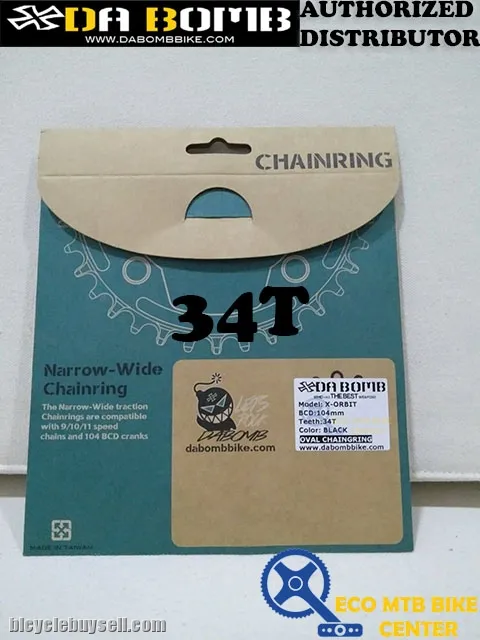 DA BOMB
WWW.DABOMBBIKE.COM
AUTHORIZED
DISTRIBUTOR
CHAINRING
34T
Narrow-Wide
Chainring
The Narrow-Wide traction
Chainrings are compatible
with 9/10/11 speed
chains and 104 BCD cranks
LET'S
DABOMB
dabombbike.com
DA BOMB
THE BEST
Model: X-ORBIT
BCD:104mm
Teeth:34T
Color: BLACK
OVAL CHAINGRING
dabombbike.com
MADE IN TAIWAN
ECO MTB BIKE
CENTER
bicyclebuysell.com